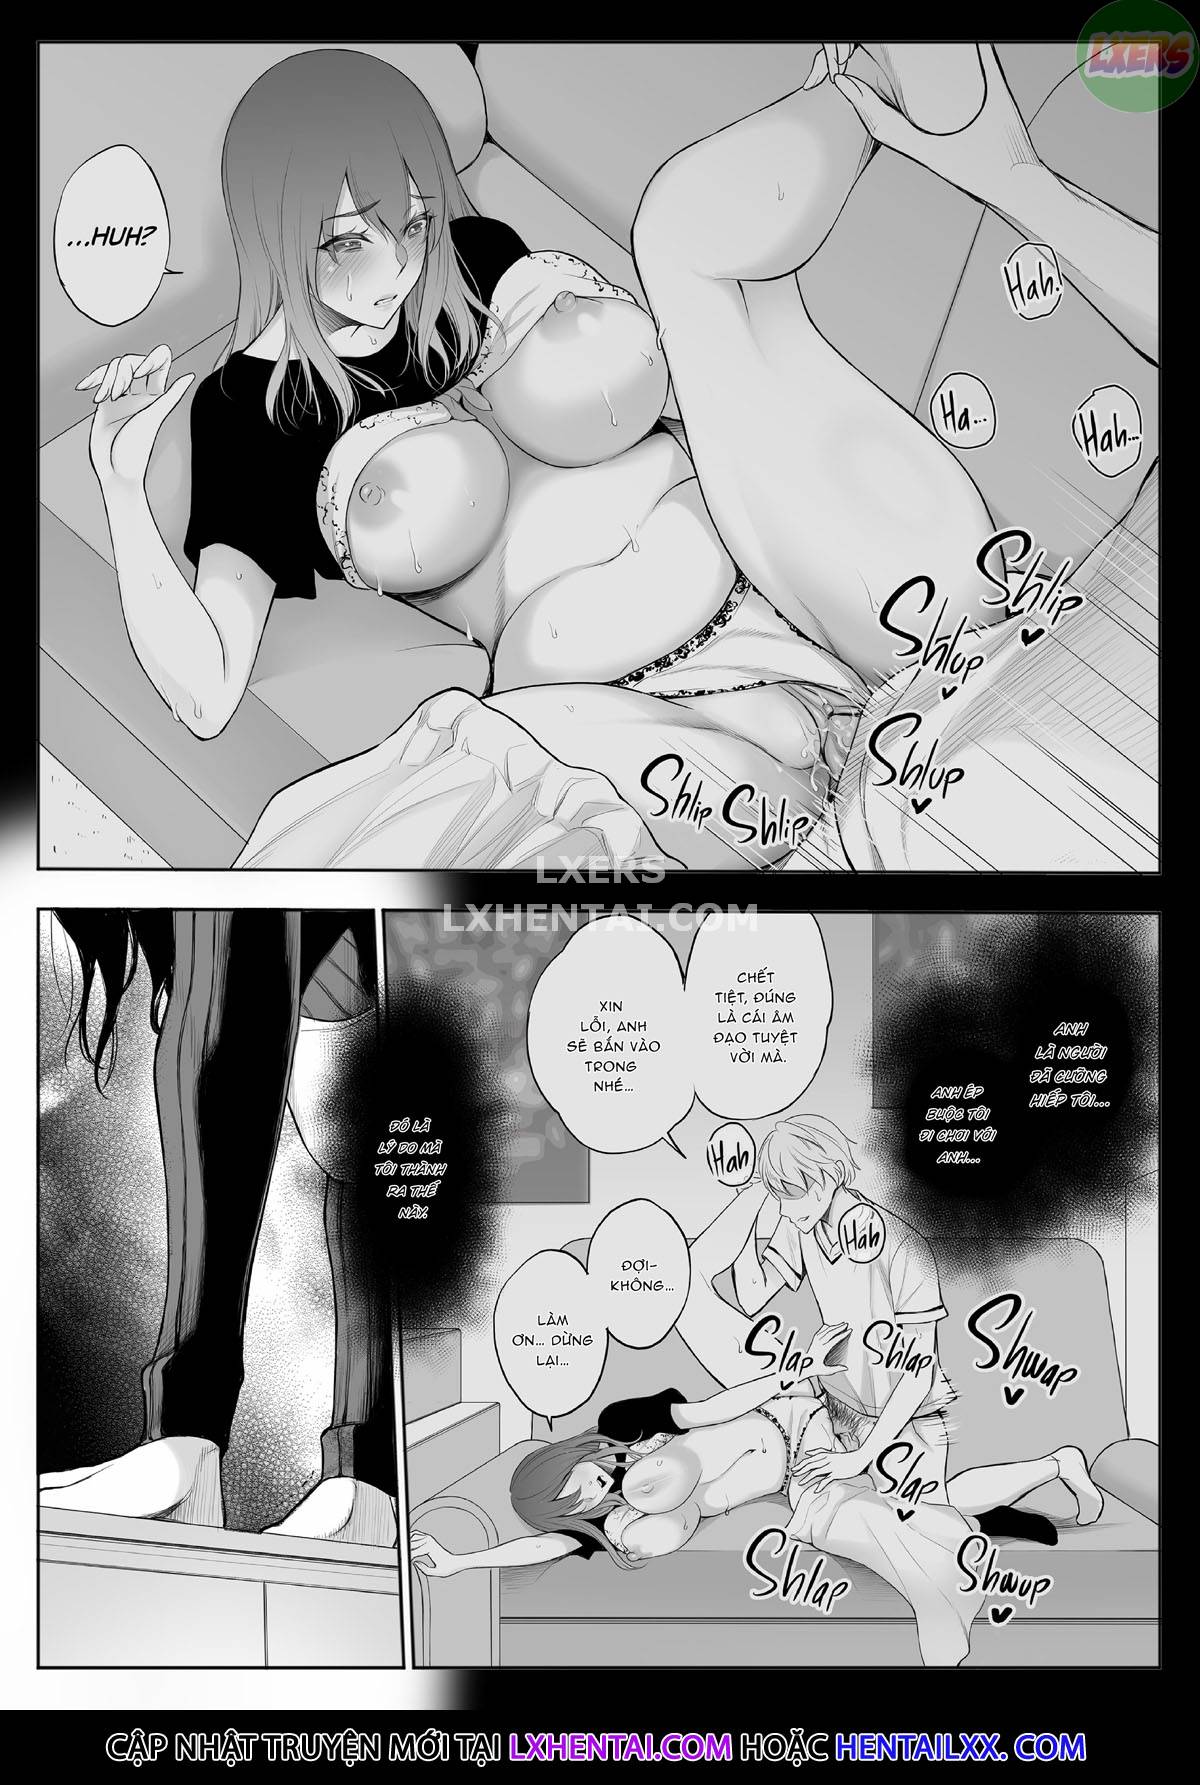 LXERS
...HUH?
Hah!
Ha...
Hah...
Shlip
Shlup
Shlup
Shlip Shlip
LXERS
LXHENTAI.COM
CHẾT
TIỆT, ĐÚNG
LÀ CÁI ÂM
ĐẠO TUYỆT
VỜI MÀ.
XIN
LỖI, ANH
SẼ BẮN VÀO
TRONG
NHÉ...
ANH
LÀ NGƯỜI
ĐÃ CƯỠNG
HIẾP TÔI...
ANH ÉP
BUỘC TÔI
ĐI CHƠI VỚI
ANH...
ĐÓ LÀ
LÝ DO MÀ
TÔI THÀNH
RA THẾ
NÀY.
Hah
Hah
ĐỢI-
KHÔNG...
LÀM
ƠN... DỪNG
LẠI...
Slap
Shlap
Shwap
Slap
Shlap
Shwup
CẬP NHẬT TRUYỆN MỚI TẠI LXHENTAI.COM HOẶC HENTAILXX. COM